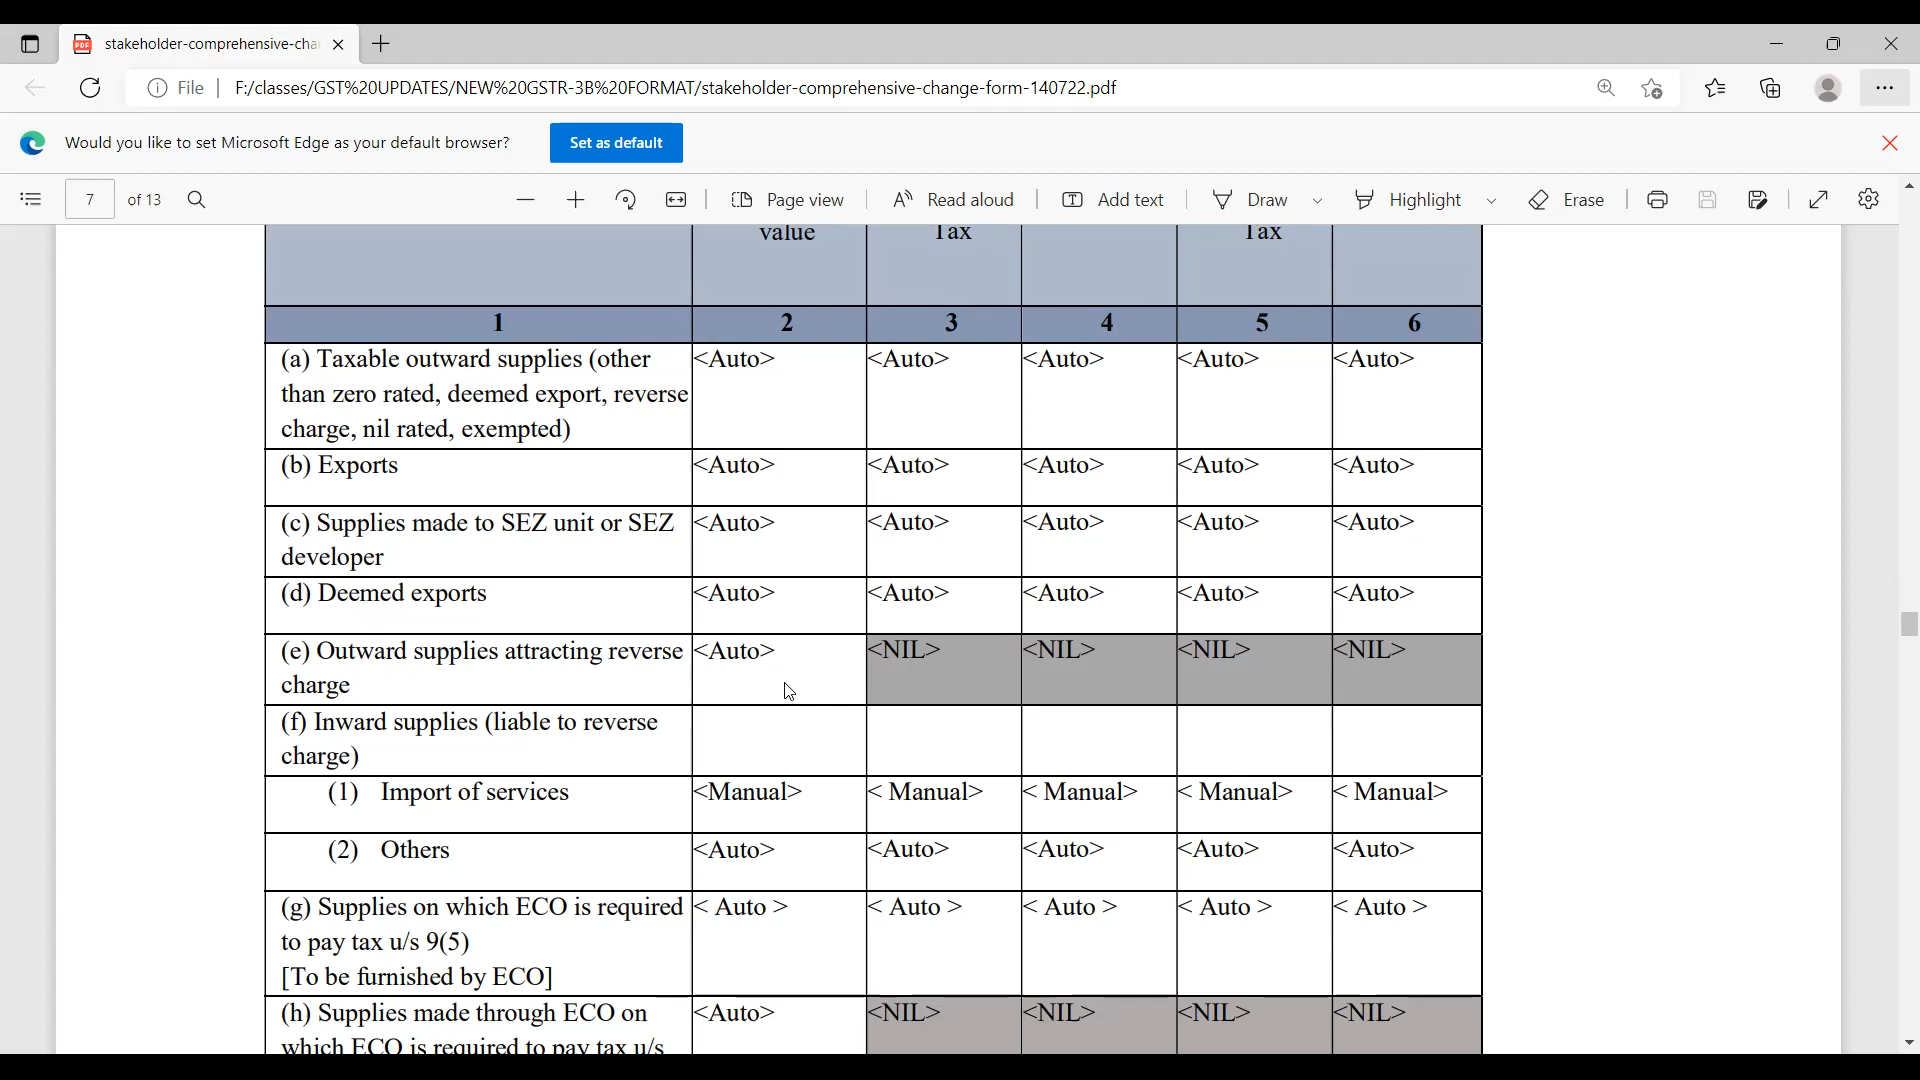 stakeholder-comprehensive-cha
File
F:/classes/GST%20UPDATES/NEW%20GSTR-3B%20FORMAT/stakeholder-comprehensive-change-form-140722.pdf
Would you like to set Microsoft Edge as your default browser?
Set as default
7 of 13
Page view
Read aloud
Add text
Draw
Highlight
Erase
value Tax Tax
1 2 3 4 5 6
(a) Taxable outward supplies (other <Auto> <Auto> <Auto> <Auto> <Auto>
than zero rated, deemed export, reverse
charge, nil rated, exempted)
(b) Exports <Auto> <Auto> <Auto> <Auto> <Auto>
(c) Supplies made to SEZ unit or SEZ <Auto> <Auto> <Auto> <Auto> <Auto>
developer
(d) Deemed exports <Auto> <Auto> <Auto> <Auto> <Auto>
(e) Outward supplies attracting reverse <Auto> <NIL> <NIL> <NIL> <NIL>
charge
(f) Inward supplies (liable to reverse
charge)
(1) Import of services <Manual> < Manual> < Manual> < Manual> < Manual>
(2) Others <Auto> <Auto> <Auto> <Auto> <Auto>
(g) Supplies on which ECO is required < Auto > < Auto > < Auto > < Auto > < Auto >
to pay tax u/s 9(5)
[To be furnished by ECO]
(h) Supplies made through ECO on <Auto> <NIL> <NIL> <NIL> <NIL>
which ECO is required to pay tax u/s